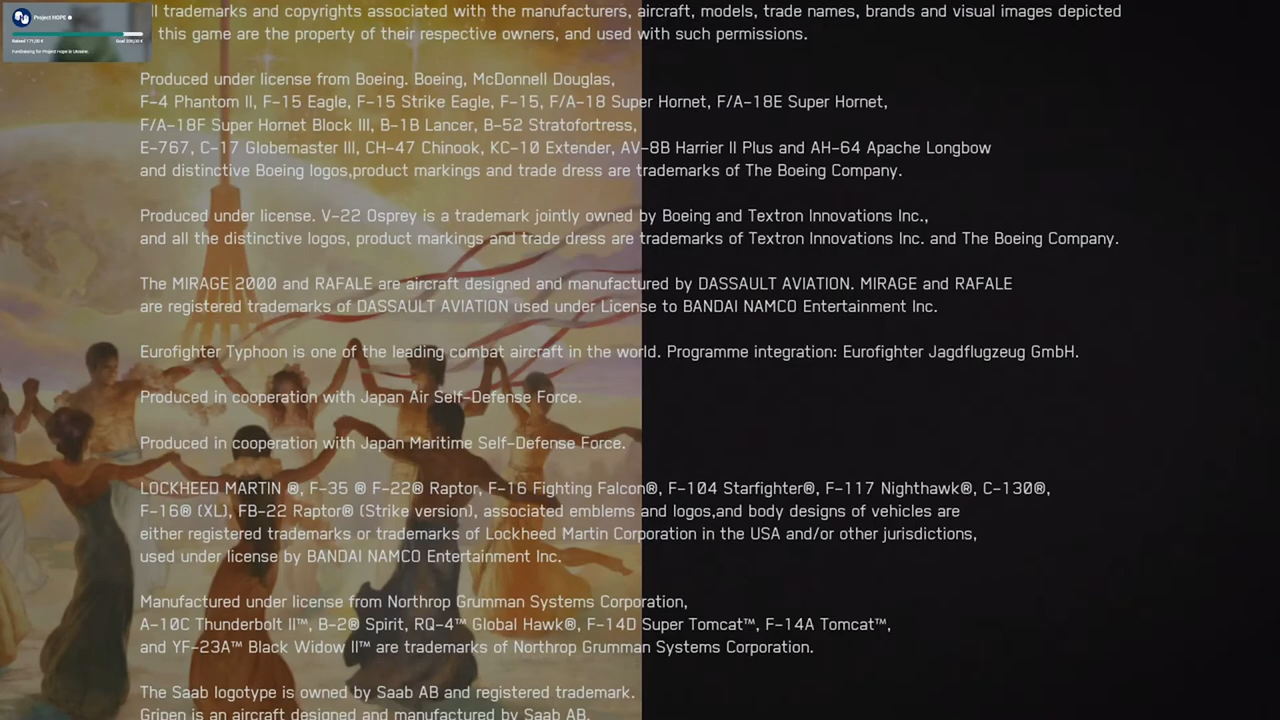 Project HOPE
Fundraising for Project Hope in Ukraine.
ll trademarks and copyrights associated with the manufacturers, aircraft, models, trade names, brands and visual images depicted
this game are the property of their respective owners, and used with such permissions.
Produced under license from Boeing. Boeing, McDonnell Douglas,
F-4 Phantom II, F-15 Eagle, F-15 Strike Eagle, F-15, F/A-18 Super Hornet, F/A-18E Super Hornet,
F/A-18F Super Hornet Block III, B-1B Lancer, B-52 Stratofortress,
E-767, C-17 Globemaster III, CH-47 Chinook, KC-10 Extender, AV-8B Harrier II Plus and AH-64 Apache Longbow
and distinctive Boeing logos,product markings and trade dress are trademarks of The Boeing Company.
Produced under license. V-22 Osprey is a trademark jointly owned by Boeing and Textron Innovations Inc.,
and all the distinctive logos, product markings and trade dress are trademarks of Textron Innovations Inc. and The Boeing Company.
The MIRAGE 2000 and RAFALE are aircraft designed and manufactured by DASSAULT AVIATION. MIRAGE and RAFALE
are registered trademarks of DASSAULT AVIATION used under License to BANDAI NAMCO Entertainment Inc.
Eurofighter Typhoon is one of the leading combat aircraft in the world. Programme integration: Eurofighter Jagdflugzeug GmbH.
Produced in cooperation with Japan Air Self-Defense Force.
Produced in cooperation with Japan Maritime Self-Defense Force.
LOCKHEED MARTIN ®, F-35 ® F-22® Raptor, F-16 Fighting Falcon®, F-104 Starfighter®, F-117 Nighthawk®, C-130®,
F-16® (XL), FB-22 Raptor® (Strike version), associated emblems and logos,and body designs of vehicles are
either registered trademarks or trademarks of Lockheed Martin Corporation in the USA and/or other jurisdictions,
used under license by BANDAI NAMCO Entertainment Inc.
Manufactured under license from Northrop Grumman Systems Corporation,
A-10C Thunderbolt II™, B-2® Spirit, RQ-4™ Global Hawk®, F-14D Super Tomcat™, F-14A Tomcat™,
and YF-23A™ Black Widow II™ are trademarks of Northrop Grumman Systems Corporation.
The Saab logotype is owned by Saab AB and registered trademark.
Gripen is an aircraft designed and manufactured by Saab AB.